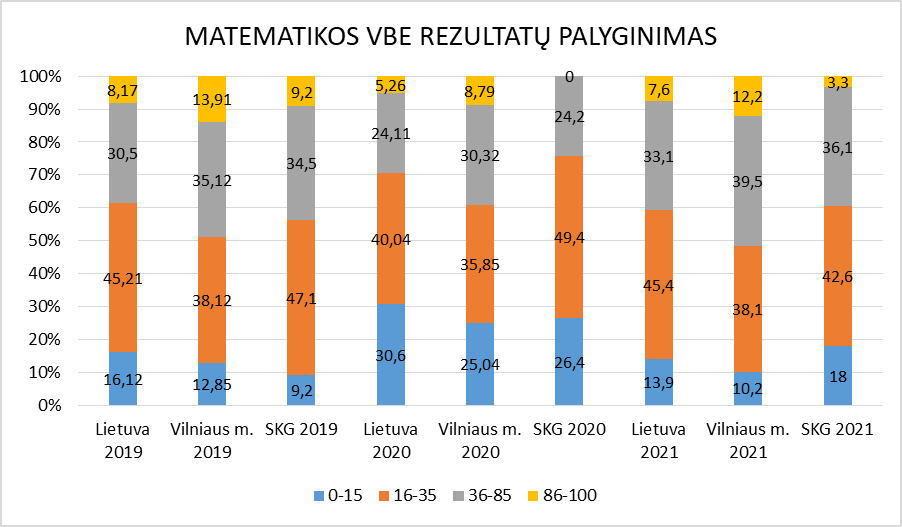 MATEMATIKOS VBE REZULTATŲ PALYGINIMAS
100%
90%
80%
70%
60%
50%
40%
30%
20%
10%
0%
8,17 13,91 9,2 5,26 8,79 0 7,6 12,2 3,3
30,5 35,12 34,5 24,11 30,32 24,2 33,1 39,5 36,1
45,21 38,12 47,1 40,04 35,85 49,4 45,4 38,1 42,6
16,12 12,85 9,2 30,6 25,04 26,4 13,9 10,2 18
Lietuva Vilniaus m. SKG 2019 Lietuva Vilniaus m. SKG 2020 Lietuva Vilniaus m. SKG 2021
2019 2019 2020 2020 2021 2021
0-15 16-35 36-85 86-100